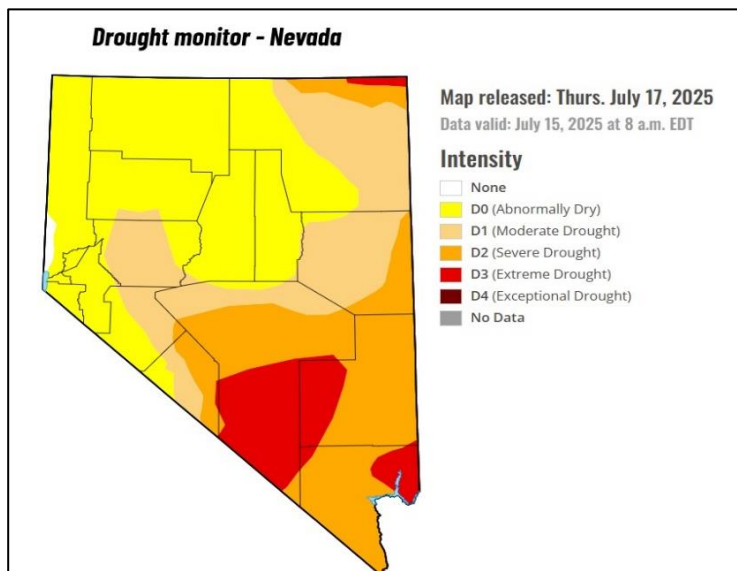 Drought monitor - Nevada
Map released: Thurs. July 17, 2025
Data valid: July 15, 2025 at 8 a.m. EDT
Intensity
None
D0 (Abnormally Dry)
D1 (Moderate Drought)
D2 (Severe Drought)
D3 (Extreme Drought)
D4 (Exceptional Drought)
No Data